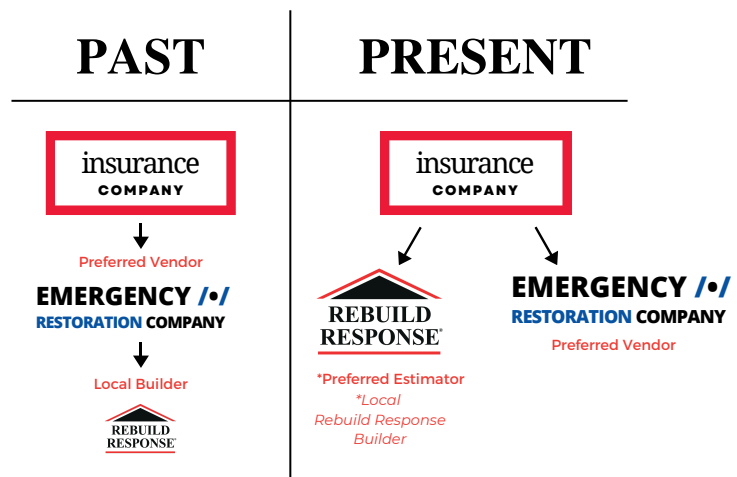 PAST
insurance
COMPANY
Preferred Vendor
EMERGENCY /•/
RESTORATION COMPANY
Local Builder
REBUILD
RESPONSE®
PRESENT
insurance
COMPANY
REBUILD
RESPONSE®
*Preferred Estimator
*Local
Rebuild Response
Builder
EMERGENCY /•/
RESTORATION COMPANY
Preferred Vendor